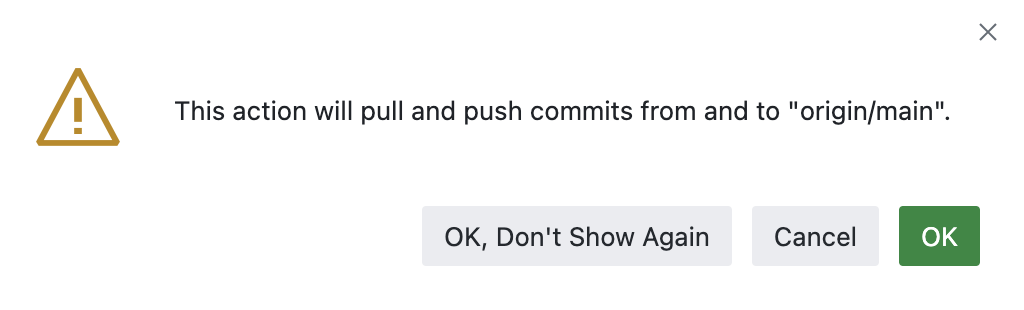 This action will pull and push commits from and to "origin/main".
OK, Don't Show Again
Cancel
OK